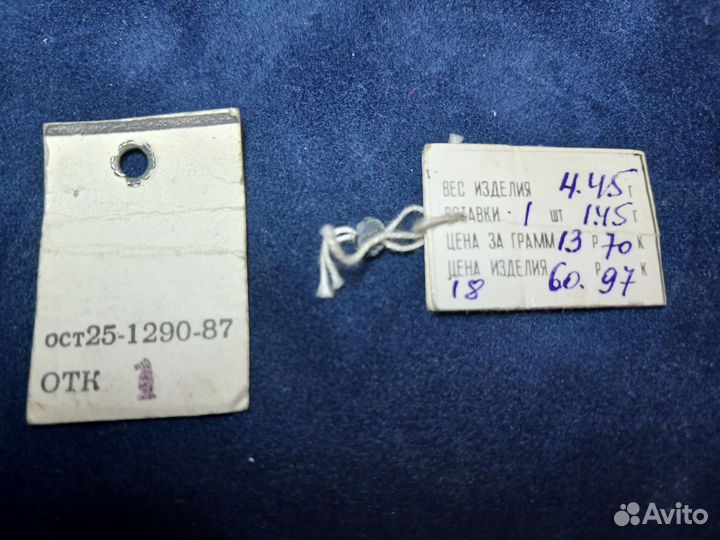 ост25-1290-87
ОТК 1
ВЕС ИЗДЕЛИЯ 4.45 г
ВСТАВКИ · 1 шт 1.45 г
ЦЕНА ЗА ГРАММ 13 Р 70 К
ЦЕНА ИЗДЕЛИЯ 60. Р 97 К
18
Avito